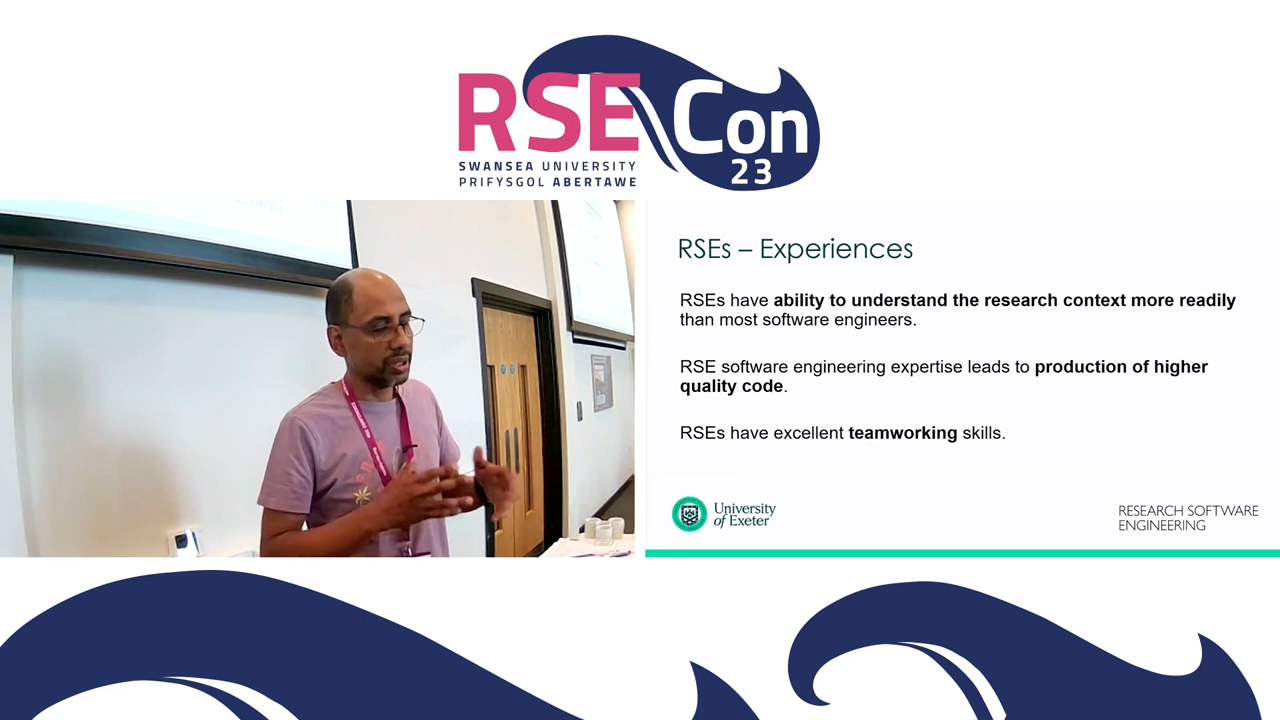 RSE Con
23
SWANSEA UNIVERSITY
PRIFYSGOL ABERTAWE
RSEs – Experiences
RSEs have ability to understand the research context more readily
than most software engineers.
RSE software engineering expertise leads to production of higher
quality code.
RSEs have excellent teamworking skills.
University
of Exeter
RESEARCH SOFTWARE
ENGINEERING